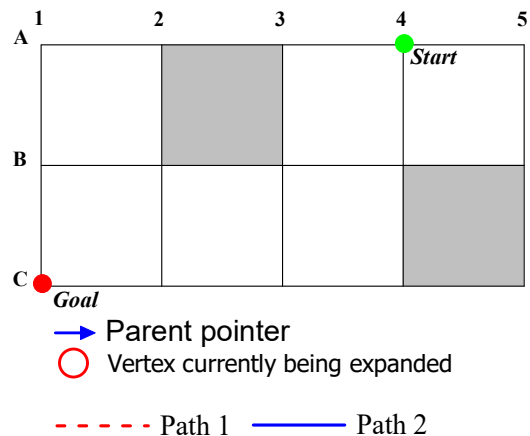 1 2 3 4 5
A
Start
B
C
Goal
Parent pointer
Vertex currently being expanded
Path 1 Path 2